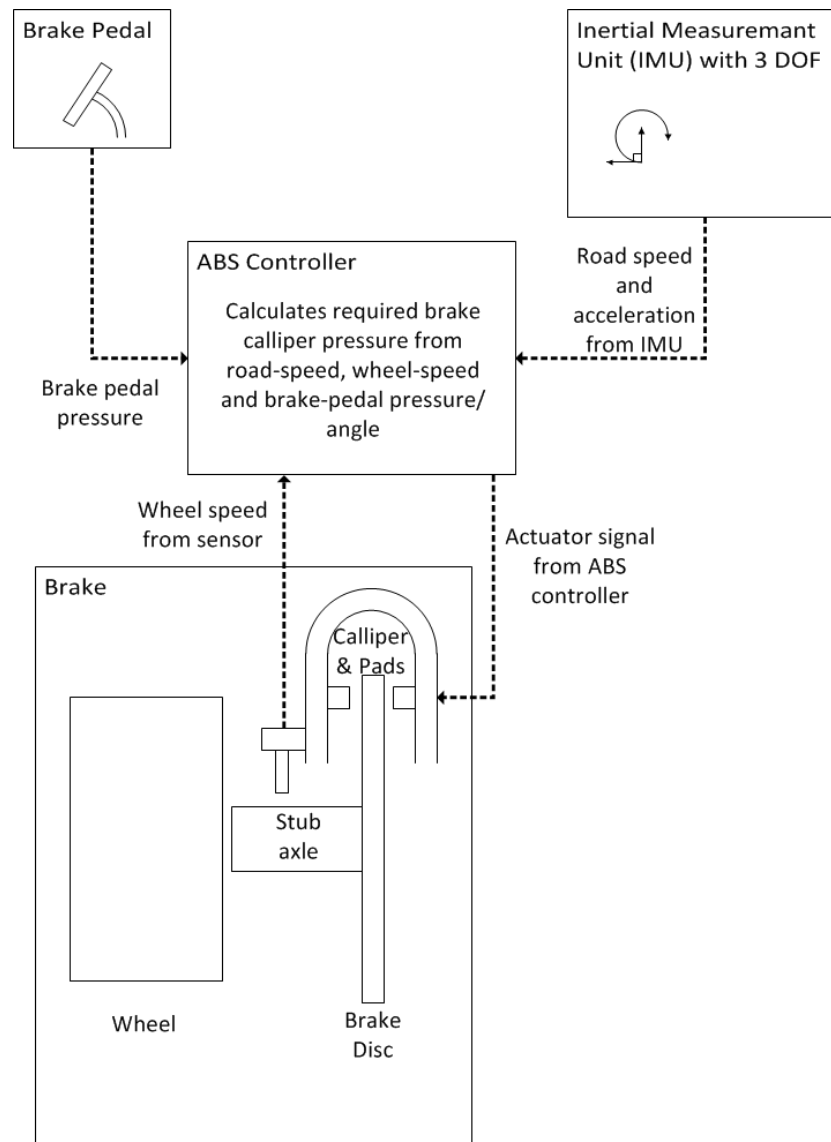 Brake Pedal
Inertial Measuremant
Unit (IMU) with 3 DOF
ABS Controller
Calculates required brake
calliper pressure from
road-speed, wheel-speed
and brake-pedal pressure/
angle
Road speed
and
acceleration
from IMU
Brake pedal
pressure
Wheel speed
from sensor
Actuator signal
from ABS
controller
Brake
Calliper
& Pads
Stub
axle
Wheel
Brake
Disc